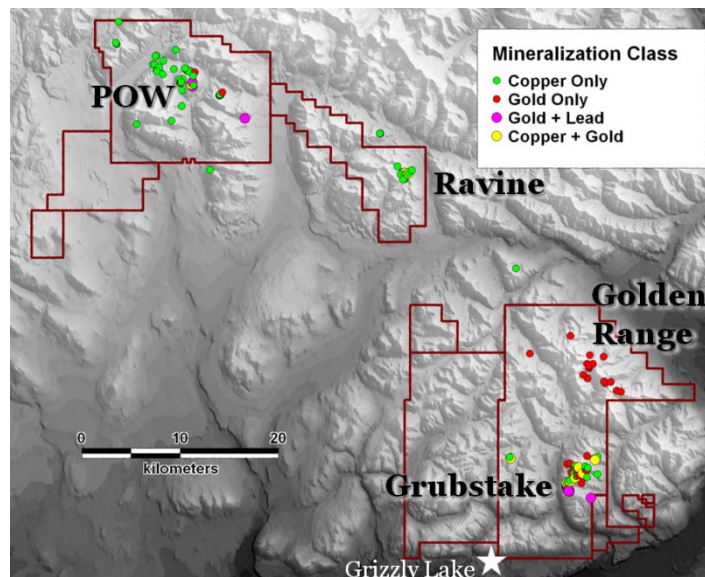 Mineralization Class
Copper Only
Gold Only
Gold + Lead
Copper + Gold
POW
Ravine
Golden
Range
0 10 20
kilometers
Grubstake
Grizzly Lake